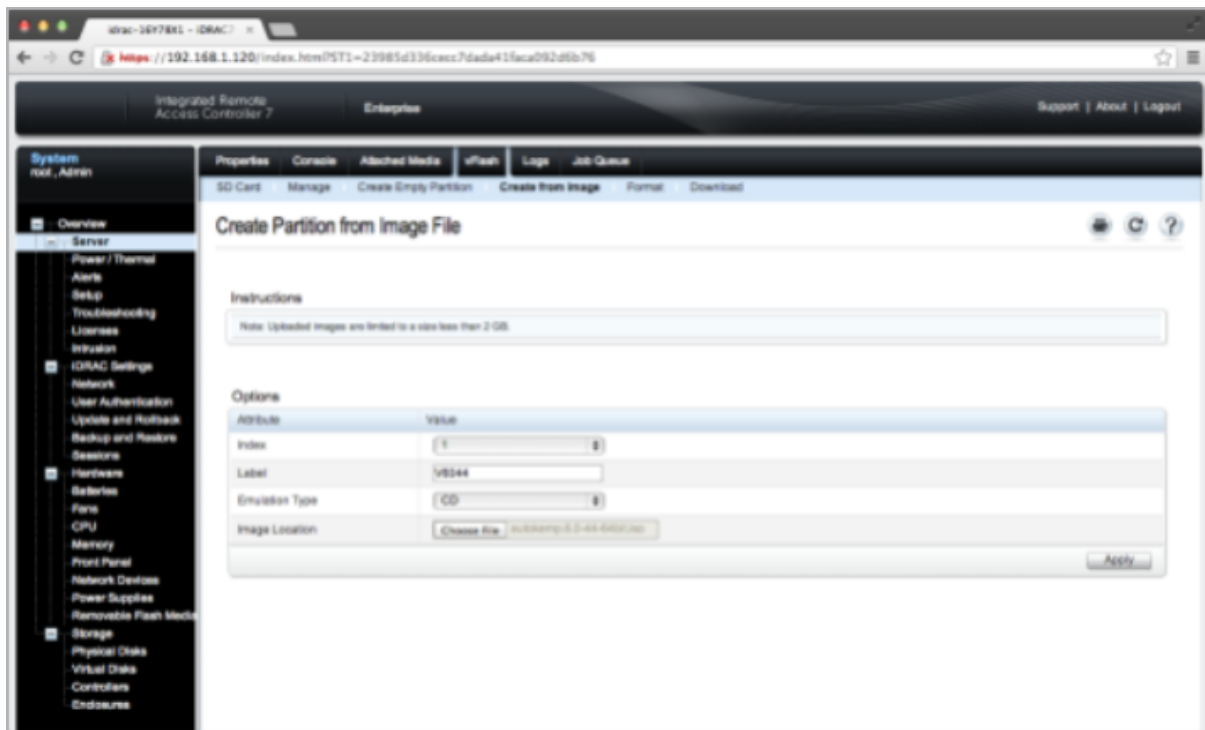 idrac-16Y78X1 - iDRAC7
https://192.168.1.120/index.html?ST1=23985d336cecc7dada41faca092d6b76
Integrated Remote
Access Controller 7
Enterprise
Support | About | Logout
System
root , Admin
Properties Console Attached Media vFlash Logs Job Queue
SD Card Manage Create Empty Partition Create from Image Format Download
Create Partition from Image File
Overview
Server
Power / Thermal
Alerts
Setup
Troubleshooting
Licenses
Intrusion
iDRAC Settings
Network
User Authentication
Update and Rollback
Backup and Restore
Sessions
Hardware
Batteries
Fans
CPU
Memory
Front Panel
Network Devices
Power Supplies
Removable Flash Media
Storage
Physical Disks
Virtual Disks
Controllers
Enclosures
Instructions
Note: Uploaded images are limited to a size less than 2 GB.
Options
Attribute Value
Index 1
Label V6044
Emulation Type CD
Image Location Choose File
Apply